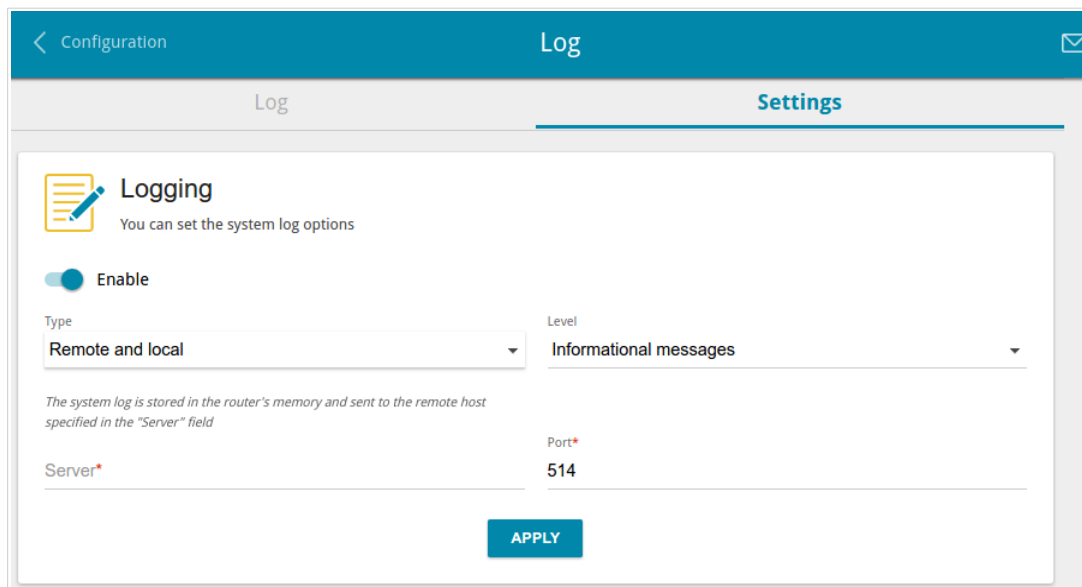 Configuration
Log
Log
Settings
Logging
You can set the system log options
Enable
Type
Level
Remote and local
Informational messages
The system log is stored in the router's memory and sent to the remote host
specified in the "Server" field
Port*
Server*
514
APPLY